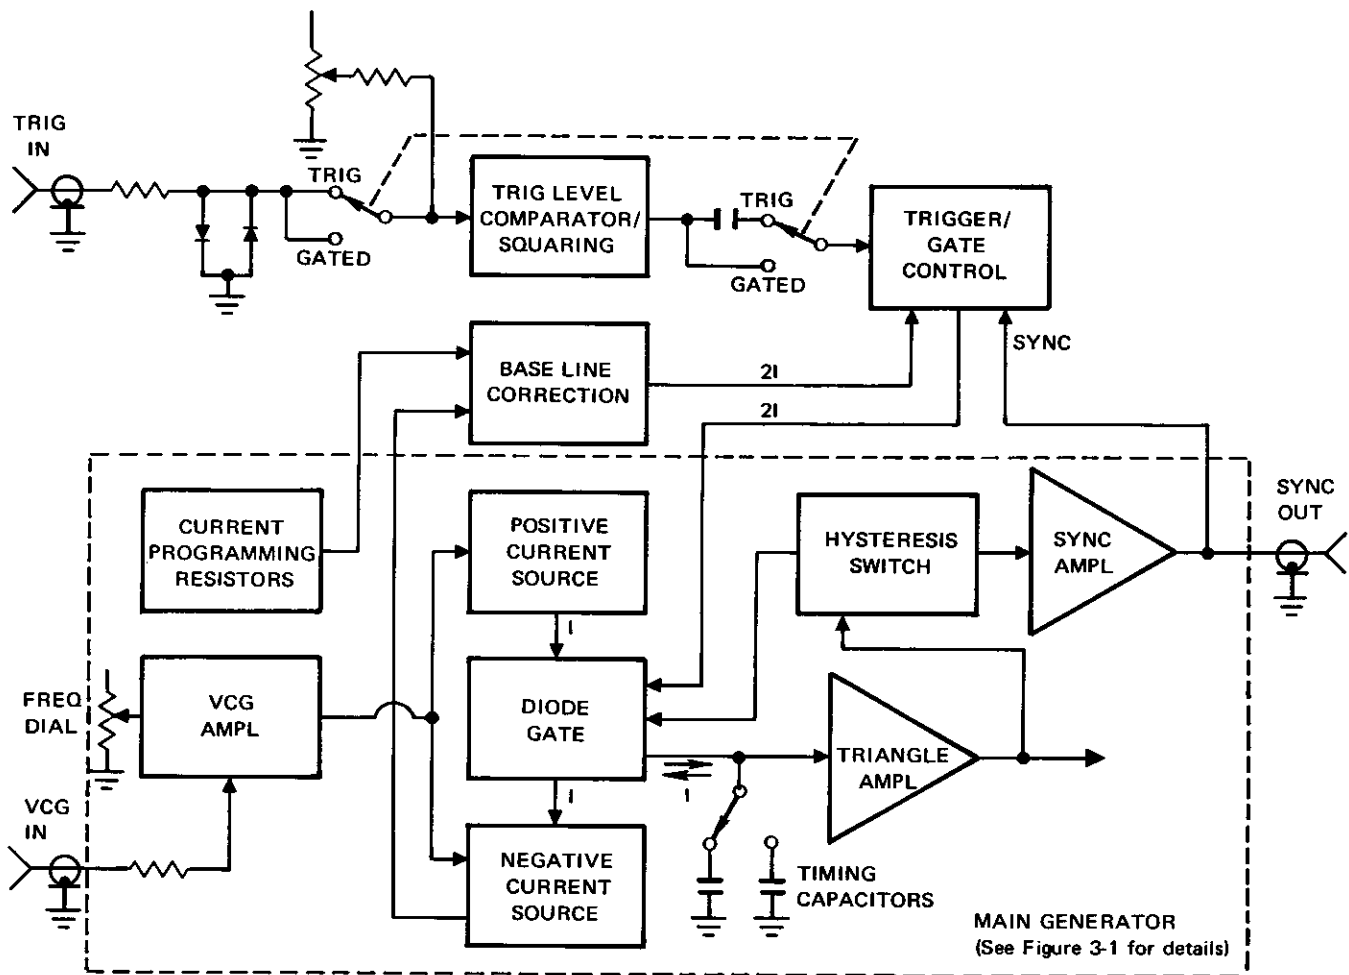 TRIG
IN
TRIG
GATED
TRIG LEVEL
COMPARATOR/
SQUARING
TRIG
GATED
TRIGGER/
GATE
CONTROL
BASE LINE
CORRECTION
2I
2I
SYNC
CURRENT
PROGRAMMING
RESISTORS
POSITIVE
CURRENT
SOURCE
HYSTERESIS
SWITCH
SYNC
AMPL
SYNC
OUT
I
FREQ
DIAL
VCG
AMPL
DIODE
GATE
TRIANGLE
AMPL
I
I
VCG
IN
NEGATIVE
CURRENT
SOURCE
TIMING
CAPACITORS
MAIN GENERATOR
(See Figure 3-1 for details)